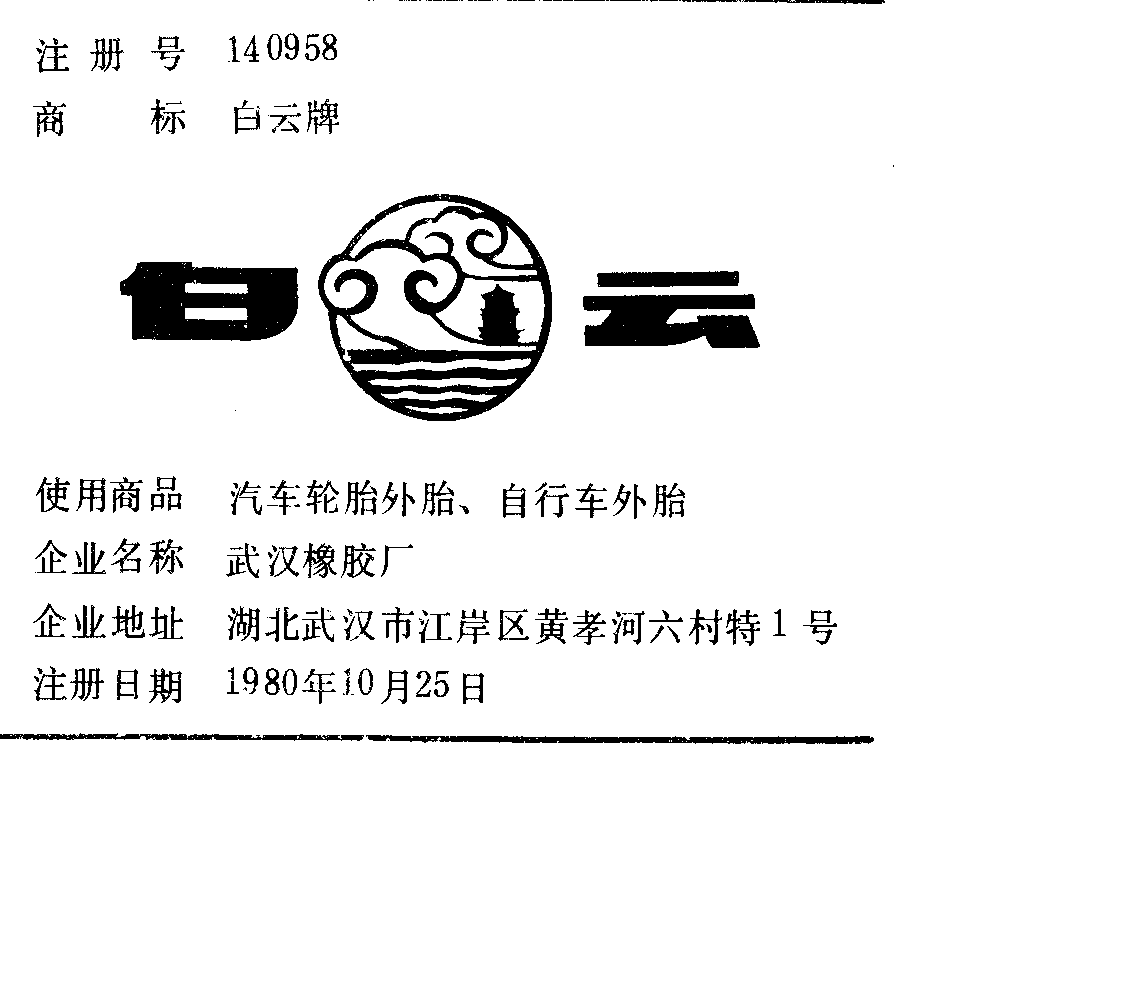 注册号 140958
商标 白云牌
白云
使用商品 汽车轮胎外胎、自行车外胎
企业名称 武汉橡胶厂
企业地址 湖北武汉市江岸区黄孝河六村特1号
注册日期 1980年10月25日